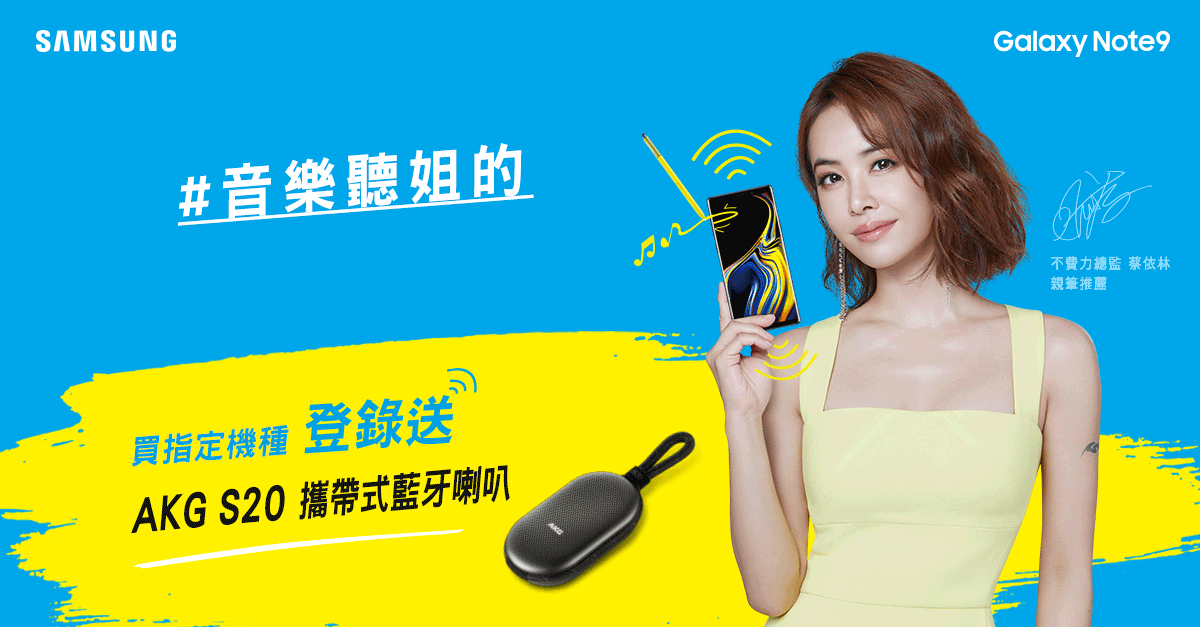 SAMSUNG
Galaxy Note9
#音樂聽姐的
不費力總監 蔡依林
親筆推薦
買指定機種 登錄送
AKG S20 攜帶式藍牙喇叭
AKG